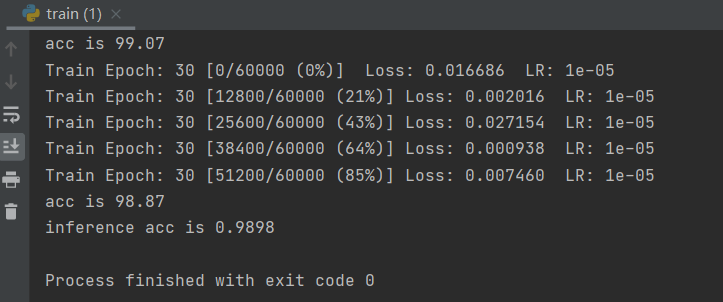 train (1)
acc is 99.07
Train Epoch: 30 [0/60000 (0%)]  Loss: 0.016686  LR: 1e-05
Train Epoch: 30 [12800/60000 (21%)] Loss: 0.002016  LR: 1e-05
Train Epoch: 30 [25600/60000 (43%)] Loss: 0.027154  LR: 1e-05
Train Epoch: 30 [38400/60000 (64%)] Loss: 0.000938  LR: 1e-05
Train Epoch: 30 [51200/60000 (85%)] Loss: 0.007460  LR: 1e-05
acc is 98.87
inference acc is 0.9898
Process finished with exit code 0